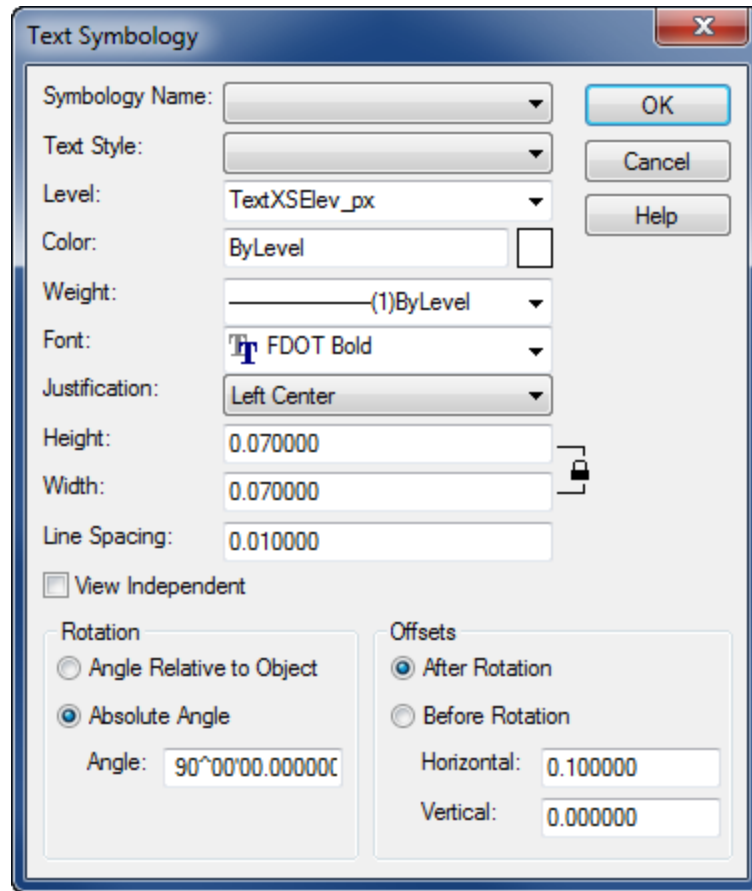 Text Symbology
Symbology Name:
OK
Text Style:
Cancel
Level: TextXSElev_px
Help
Color: ByLevel
Weight: (1)ByLevel
Font: FDOT Bold
Justification: Left Center
Height: 0.070000
Width: 0.070000
Line Spacing: 0.010000
View Independent
Rotation
Angle Relative to Object
Absolute Angle
Angle: 90^00'00.000000
Offsets
After Rotation
Before Rotation
Horizontal: 0.100000
Vertical: 0.000000